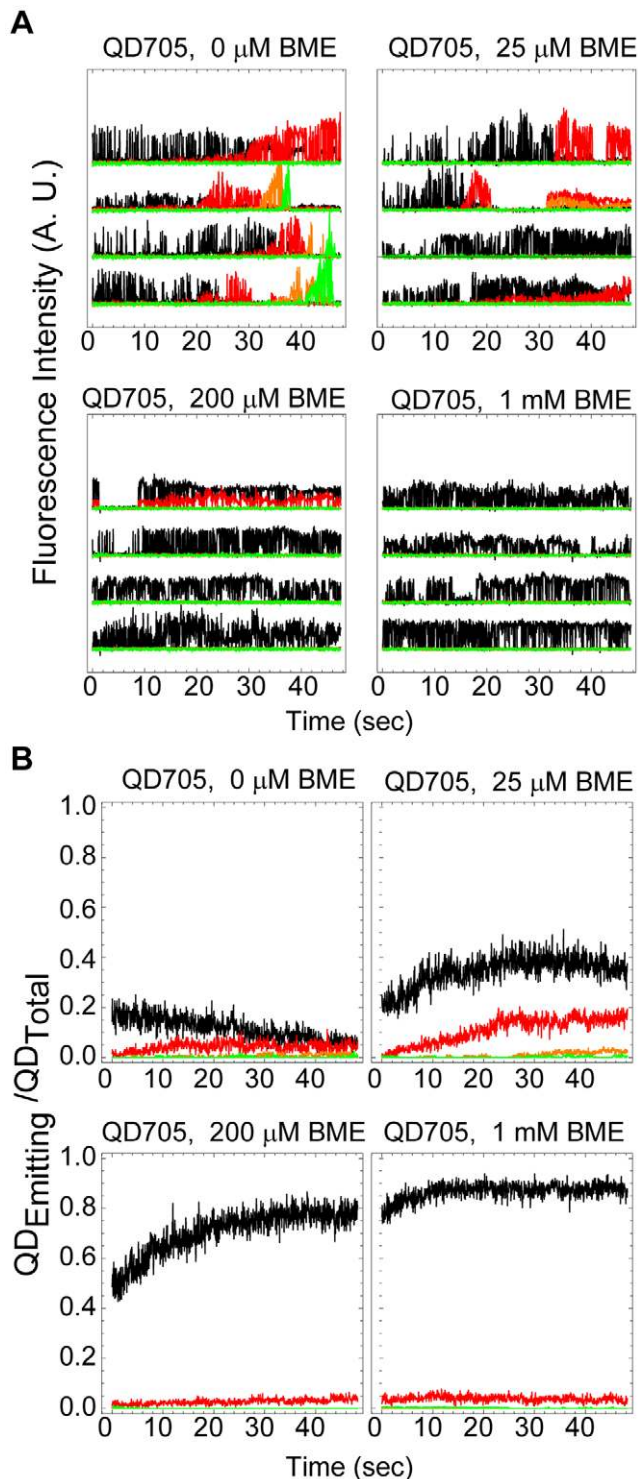 A
QD705, 0 μM BME
QD705, 25 μM BME
Fluorescence Intensity (A. U.)
0 10 20 30 40
0 10 20 30 40
QD705, 200 μM BME
QD705, 1 mM BME
0 10 20 30 40
0 10 20 30 40
Time (sec)
B
QD705, 0 μM BME
QD705, 25 μM BME
QDEmitting /QDTotal
1.0
0.8
0.6
0.4
0.2
0.0
0 10 20 30 40
0 10 20 30 40
QD705, 200 μM BME
QD705, 1 mM BME
1.0
0.8
0.6
0.4
0.2
0.0
0 10 20 30 40
0 10 20 30 40
Time (sec)